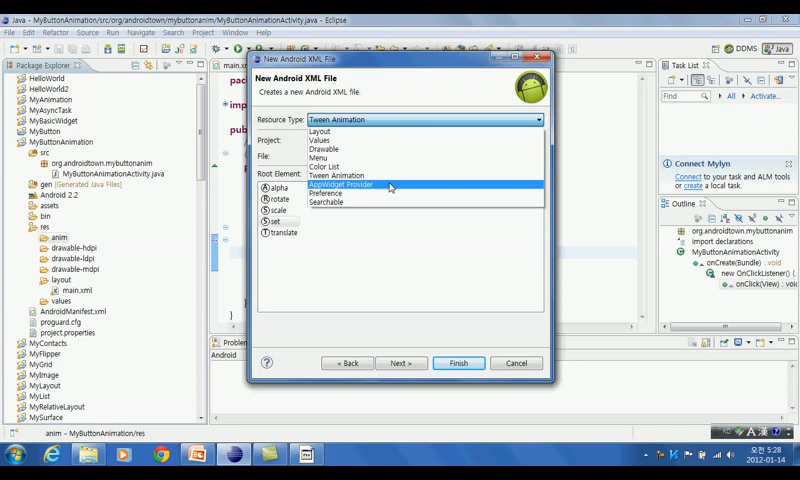 Java - MyButtonAnimation/src/org/androidtown/mybuttonanim/MyButtonAnimationActivity.java - Eclipse
File Edit Refactor Source Run Navigate Search Project Window Help
DDMS Java
Package Explorer
HelloWorld
HelloWorld2
MyAnimation
MyAsyncTask
MyBasicWidget
MyButton
MyButtonAnimation
src
org.androidtown.mybuttonanim
MyButtonAnimationActivity.java
gen [Generated Java Files]
Android 2.2
assets
bin
res
anim
drawable-hdpi
drawable-ldpi
drawable-mdpi
layout
main.xml
values
AndroidManifest.xml
proguard.cfg
project.properties
MyContacts
MyFlipper
MyGrid
MyImage
MyLayout
MyList
MyRelativeLayout
MySurface
main.xm
pack
impo
publ
}
Problem
Android
New Android XML File
New Android XML File
Creates a new Android XML file.
Resource Type: Tween Animation
Project:
File:
Root Element:
Layout
Values
Drawable
Menu
Color List
Tween Animation
AppWidget Provider
Preference
Searchable
A alpha
R rotate
S scale
S set
T translate
? < Back Next > Finish Cancel
Task List
Find All Activate...
Connect Mylyn
Connect to your task and ALM tools
or create a local task.
Outline
org.androidtown.mybuttonanim
import declarations
MyButtonAnimationActivity
onCreate(Bundle) : void
new OnClickListener() {
onClick(View) : voi
anim - MyButtonAnimation/res
A 漢
오전 5:28
2012-01-14